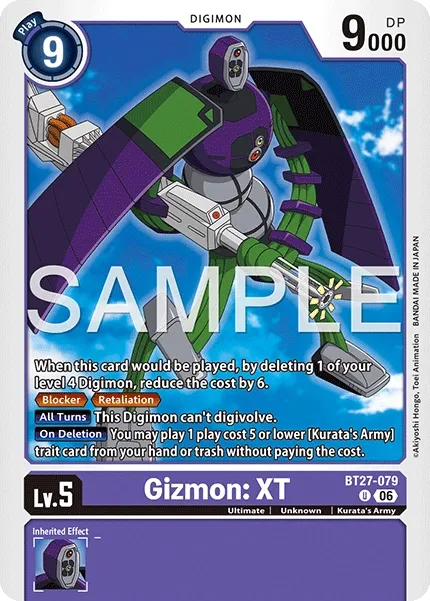 Play
9
DIGIMON
DP
9000
SAMPLE
When this card would be played, by deleting 1 of your
level 4 Digimon, reduce the cost by 6.
Blocker Retaliation
All Turns This Digimon can't digivolve.
On Deletion You may play 1 play cost 5 or lower [Kurata's Army]
trait card from your hand or trash without paying the cost.
©Akiyoshi Hongo, Toei Animation BANDAI MADE IN JAPAN
Lv.5
Gizmon: XT
BT27-079
U 06
Ultimate | Unknown | Kurata's Army
Inherited Effect